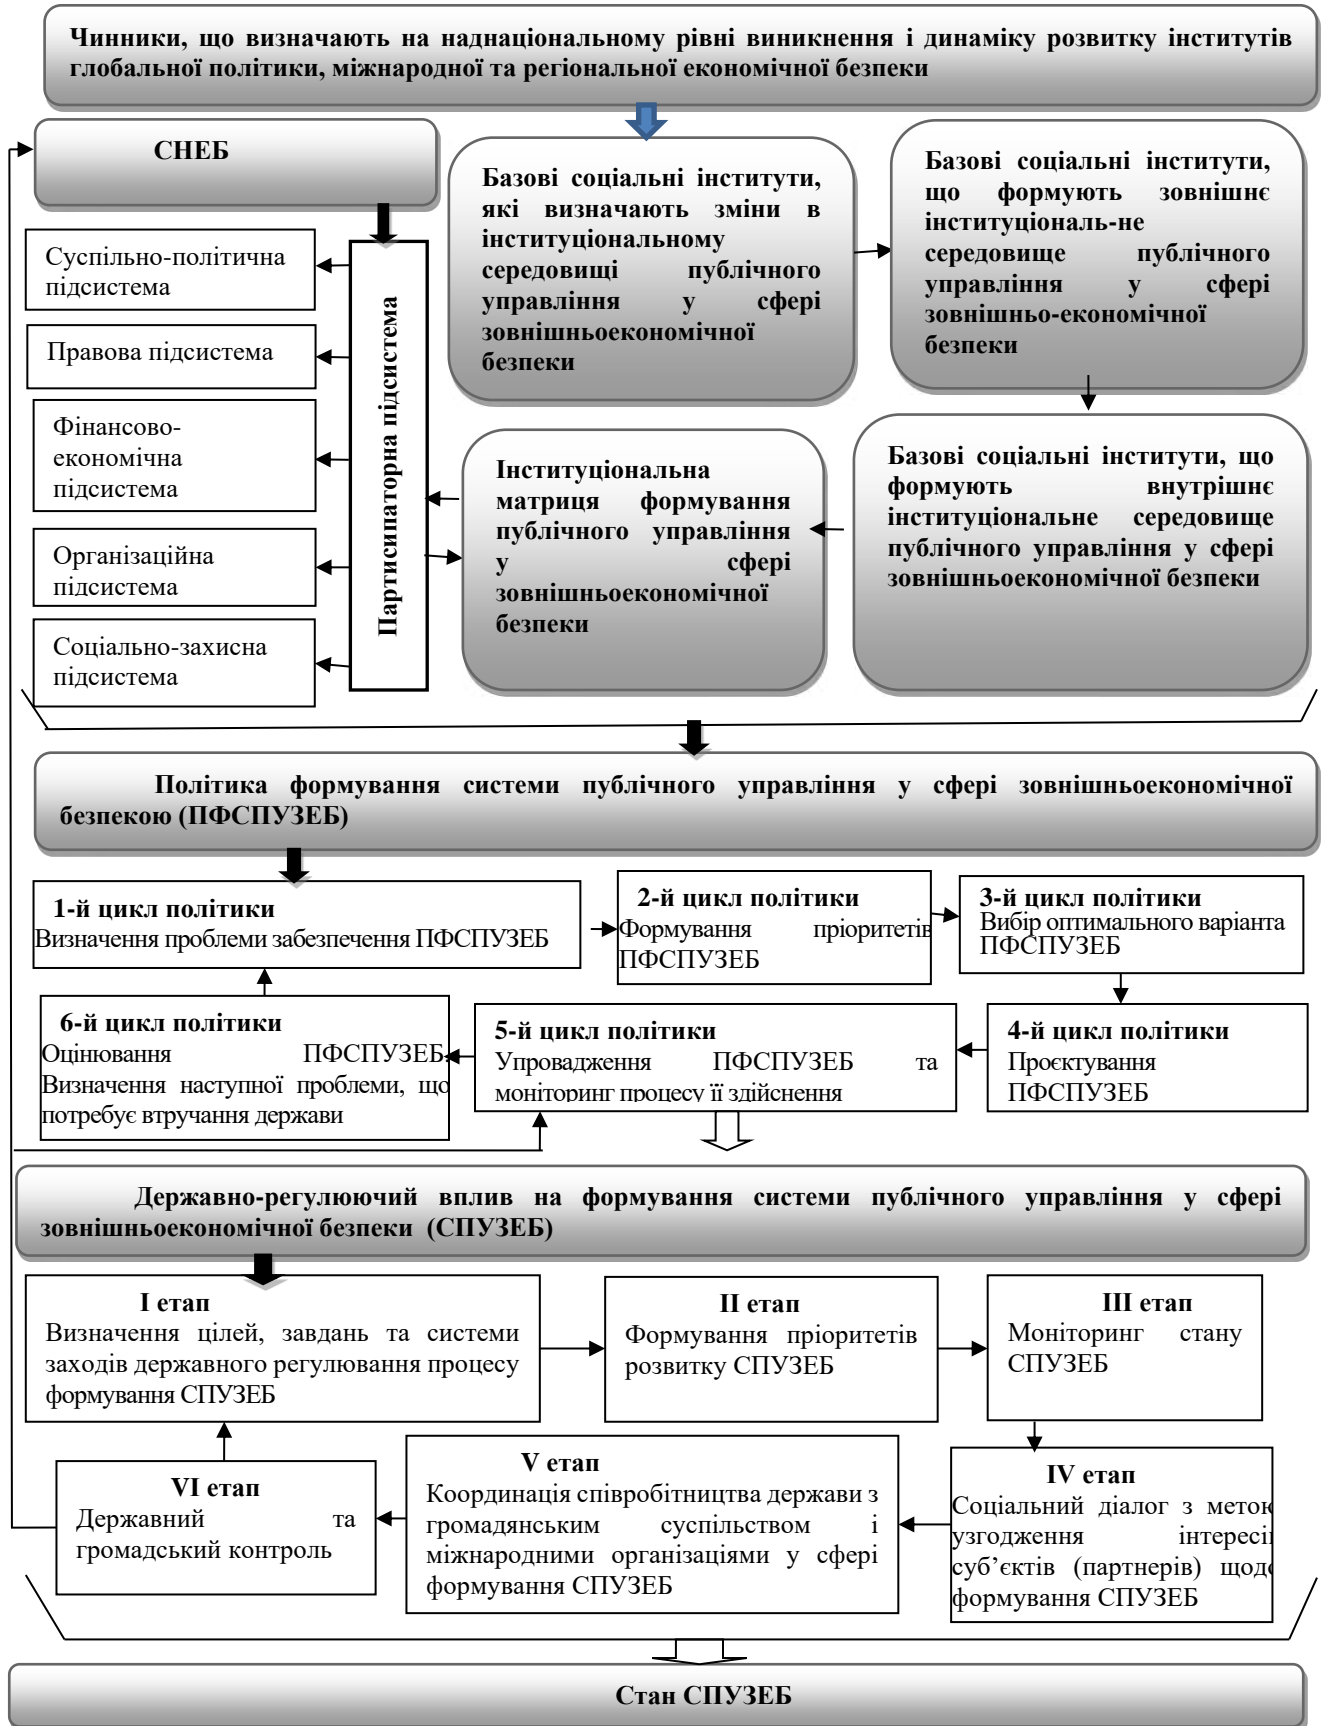 Чинники, що визначають на наднаціональному рівні виникнення і динаміку розвитку інститутів
глобальної політики, міжнародної та регіональної економічної безпеки
СНЕБ
Суспільно-політична
підсистема
Правова підсистема
Фінансово-
економічна
підсистема
Організаційна
підсистема
Соціально-захисна
підсистема
Партисипаторна підсистема
Базові соціальні інститути,
які визначають зміни в
інституціональному
середовищі публічного
управління у сфері
зовнішньоекономічної
безпеки
Базові соціальні інститути,
що формують зовнішнє
інституціональ-не
середовище публічного
управління у сфері
зовнішньо-економічної
безпеки
Інституціональна
матриця формування
публічного управління
у сфері
зовнішньоекономічної
безпеки
Базові соціальні інститути, що
формують внутрішнє
інституціональне середовище
публічного управління у сфері
зовнішньоекономічної безпеки
Політика формування системи публічного управління у сфері зовнішньоекономічної
безпекою (ПФСПУЗЕБ)
1-й цикл політики
Визначення проблеми забезпечення ПФСПУЗЕБ
2-й цикл політики
Формування пріоритетів
ПФСПУЗЕБ
3-й цикл політики
Вибір оптимального варіанта
ПФСПУЗЕБ
4-й цикл політики
Проєктування
ПФСПУЗЕБ
5-й цикл політики
Упровадження ПФСПУЗЕБ та
моніторинг процесу її здійснення
6-й цикл політики
Оцінювання ПФСПУЗЕБ.
Визначення наступної проблеми, що
потребує втручання держави
Державно-регулюючий вплив на формування системи публічного управління у сфері
зовнішньоекономічної безпеки (СПУЗЕБ)
I етап
Визначення цілей, завдань та системи
заходів державного регулювання процесу
формування СПУЗЕБ
II етап
Формування пріоритетів
розвитку СПУЗЕБ
III етап
Моніторинг стану
СПУЗЕБ
IV етап
Соціальний діалог з метою
узгодження інтересів
суб’єктів (партнерів) щодо
формування СПУЗЕБ
V етап
Координація співробітництва держави з
громадянським суспільством і
міжнародними організаціями у сфері
формування СПУЗЕБ
VI етап
Державний та
громадський контроль
Стан СПУЗЕБ